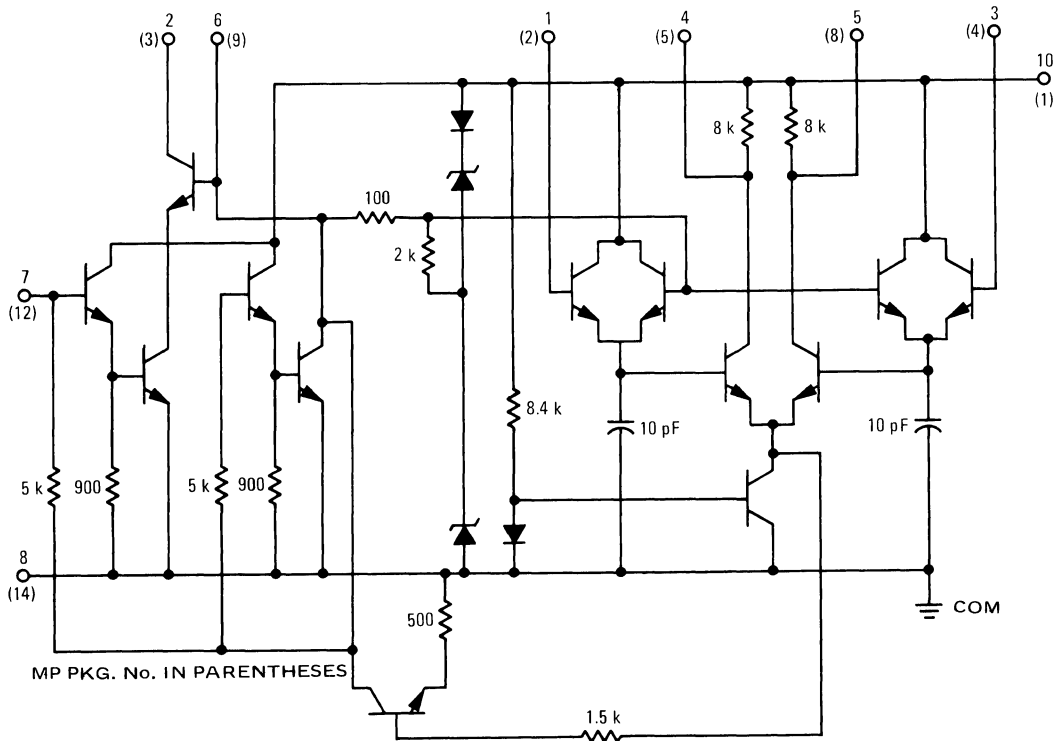 2
(3)
6
(9)
1
(2)
4
(5)
5
(8)
3
(4)
10
(1)
8 k
8 k
100
2 k
7
(12)
8.4 k
10 pF
10 pF
5 k
900
5 k
900
8
(14)
500
COM
MP PKG. No. IN PARENTHESES
1.5 k